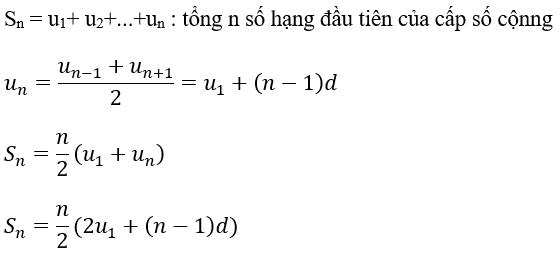 Sₙ = u₁+ u₂+...+uₙ : tổng n số hạng đầu tiên của cấp số cộnng
uₙ = (uₙ₋₁ + uₙ₊₁)/2 = u₁ + (n − 1)d
Sₙ = n/2 (u₁ + uₙ)
Sₙ = n/2 (2u₁ + (n − 1)d)